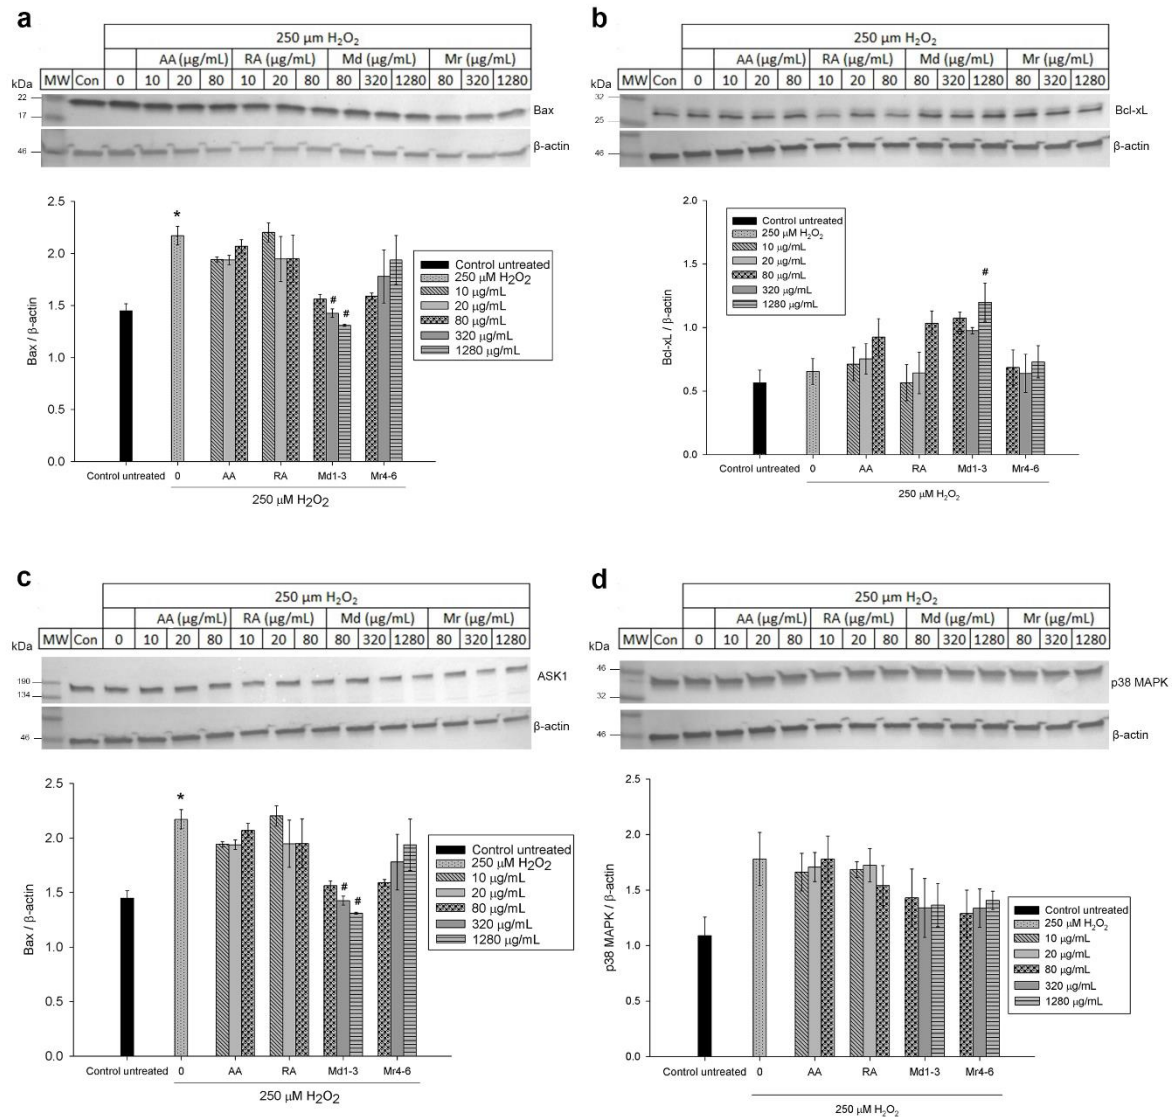 a
250 µm H₂O₂
AA (µg/mL) RA (µg/mL) Md (µg/mL) Mr (µg/mL)
kDa MW Con 0 10 20 80 10 20 80 80 320 1280 80 320 1280
22
17
Bax
46
β-actin
2.5
2.0
1.5
1.0
0.5
0.0
Bax / β-actin
*
#
#
Control untreated
250 µM H₂O₂
10 µg/mL
20 µg/mL
80 µg/mL
320 µg/mL
1280 µg/mL
Control untreated 0 AA RA Md1-3 Mr4-6
250 µM H₂O₂
b
250 µm H₂O₂
AA (µg/mL) RA (µg/mL) Md (µg/mL) Mr (µg/mL)
kDa MW Con 0 10 20 80 10 20 80 80 320 1280 80 320 1280
32
25
Bcl-xL
46
β-actin
2.0
1.5
1.0
0.5
0.0
Bcl-xL / β-actin
Control untreated
250 µM H₂O₂
10 µg/mL
20 µg/mL
80 µg/mL
320 µg/mL
1280 µg/mL
#
Control untreated 0 AA RA Md1-3 Mr4-6
250 µM H₂O₂
c
250 µm H₂O₂
AA (µg/mL) RA (µg/mL) Md (µg/mL) Mr (µg/mL)
kDa MW Con 0 10 20 80 10 20 80 80 320 1280 80 320 1280
190
134
ASK1
46
β-actin
2.5
2.0
1.5
1.0
0.5
0.0
Bax / β-actin
*
#
#
Control untreated
250 µM H₂O₂
10 µg/mL
20 µg/mL
80 µg/mL
320 µg/mL
1280 µg/mL
Control untreated 0 AA RA Md1-3 Mr4-6
250 µM H₂O₂
d
250 µm H₂O₂
AA (µg/mL) RA (µg/mL) Md (µg/mL) Mr (µg/mL)
kDa MW Con 0 10 20 80 10 20 80 80 320 1280 80 320 1280
46
32
p38 MAPK
46
β-actin
2.5
2.0
1.5
1.0
0.5
0.0
p38 MAPK / β-actin
Control untreated
250 µM H₂O₂
10 µg/mL
20 µg/mL
80 µg/mL
320 µg/mL
1280 µg/mL
Control untreated 0 AA RA Md1-3 Mr4-6
250 µM H₂O₂